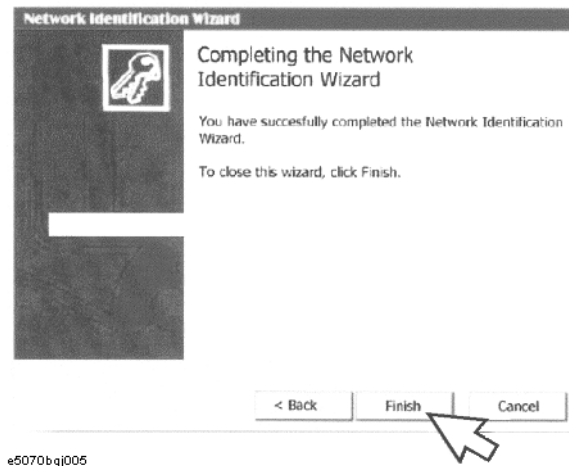 Network Identification Wizard
Completing the Network
Identification Wizard
You have succesfully completed the Network Identification
Wizard.
To close this wizard, click Finish.
< Back
Finish
Cancel
e5070bqj005